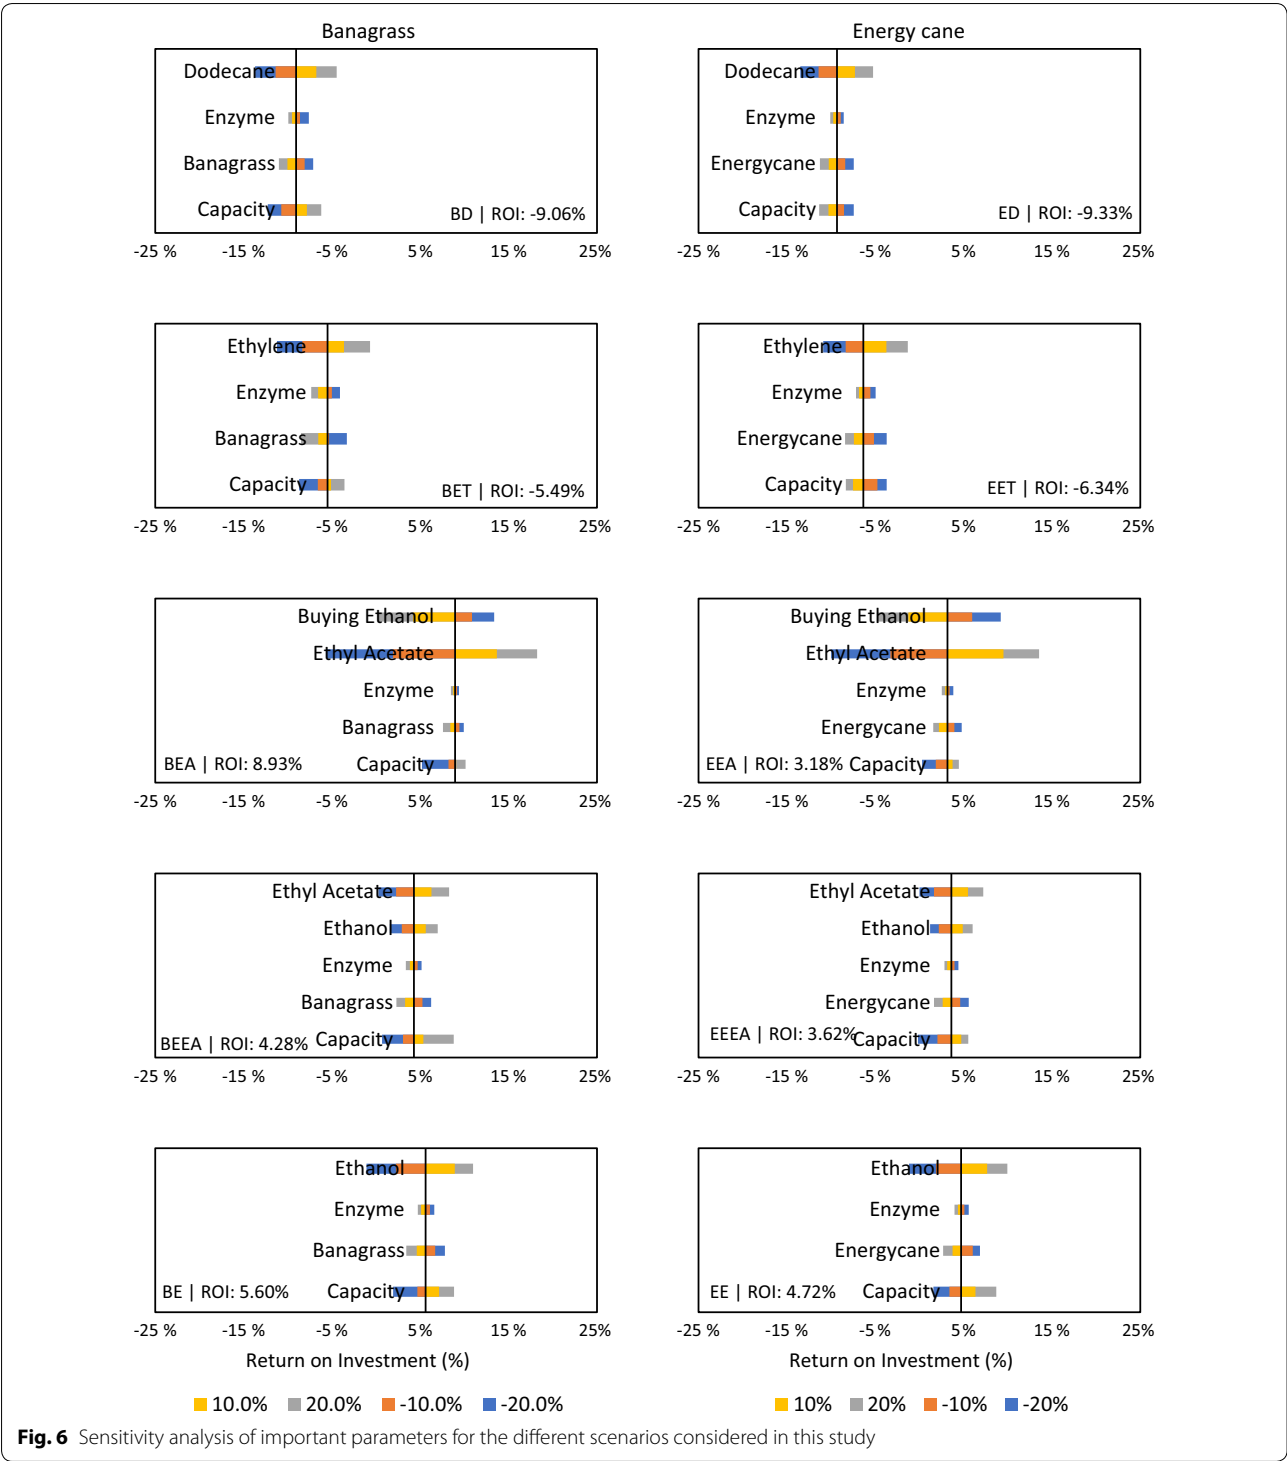 Banagrass
Energy cane
Dodecane
Enzyme
Banagrass
Capacity
BD | ROI: -9.06%
-25 % -15 % -5 % 5 % 15 % 25%
Dodecane
Enzyme
Energycane
Capacity
ED | ROI: -9.33%
-25 % -15 % -5 % 5 % 15 % 25%
Ethylene
Enzyme
Banagrass
Capacity
BET | ROI: -5.49%
-25 % -15 % -5 % 5 % 15 % 25%
Ethylene
Enzyme
Energycane
Capacity
EET | ROI: -6.34%
-25 % -15 % -5 % 5 % 15 % 25%
Buying Ethanol
Ethyl Acetate
Enzyme
Banagrass
BEA | ROI: 8.93% Capacity
-25 % -15 % -5 % 5 % 15 % 25%
Buying Ethanol
Ethyl Acetate
Enzyme
Energycane
EEA | ROI: 3.18% Capacity
-25 % -15 % -5 % 5 % 15 % 25%
Ethyl Acetate
Ethanol
Enzyme
Banagrass
BEEA | ROI: 4.28% Capacity
-25 % -15 % -5 % 5 % 15 % 25%
Ethyl Acetate
Ethanol
Enzyme
Energycane
EEEA | ROI: 3.62% Capacity
-25 % -15 % -5 % 5 % 15 % 25%
Ethanol
Enzyme
Banagrass
BE | ROI: 5.60% Capacity
-25 % -15 % -5 % 5 % 15 % 25%
Return on Investment (%)
10.0% 20.0% -10.0% -20.0%
Ethanol
Enzyme
Energycane
EE | ROI: 4.72% Capacity
-25 % -15 % -5 % 5 % 15 % 25%
Return on Investment (%)
10% 20% -10% -20%
Fig. 6 Sensitivity analysis of important parameters for the different scenarios considered in this study